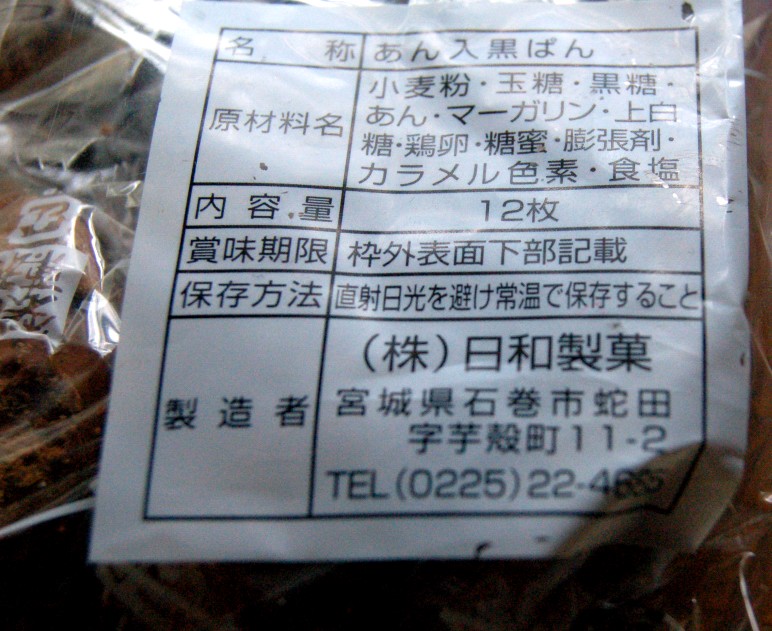 名称 あん入黒ぱん
原材料名 小麦粉・玉糖・黒糖・
あん・マーガリン・上白
糖・鶏卵・糖蜜・膨張剤・
カラメル色素・食塩
内容量 12枚
賞味期限 枠外表面下部記載
保存方法 直射日光を避け常温で保存すること
製造者 (株)日和製菓
宮城県石巻市蛇田
字芋殻町11-2
TEL(0225)